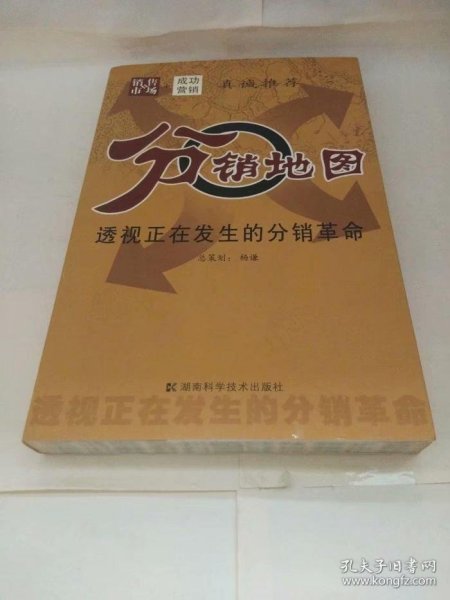 销售与市场 成功营销 真诚推荐
分销地图
透视正在发生的分销革命
总策划：杨谦
湖南科学技术出版社
透视正在发生的分销革命
孔夫子旧书网
www.kongfz.com